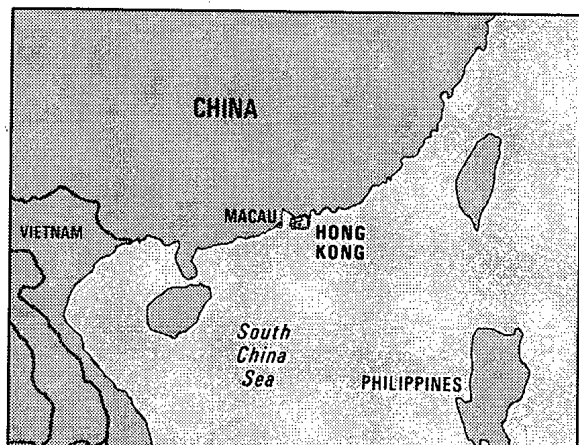 CHINA
MACAU
HONG
KONG
VIETNAM
South
China
Sea
PHILIPPINES